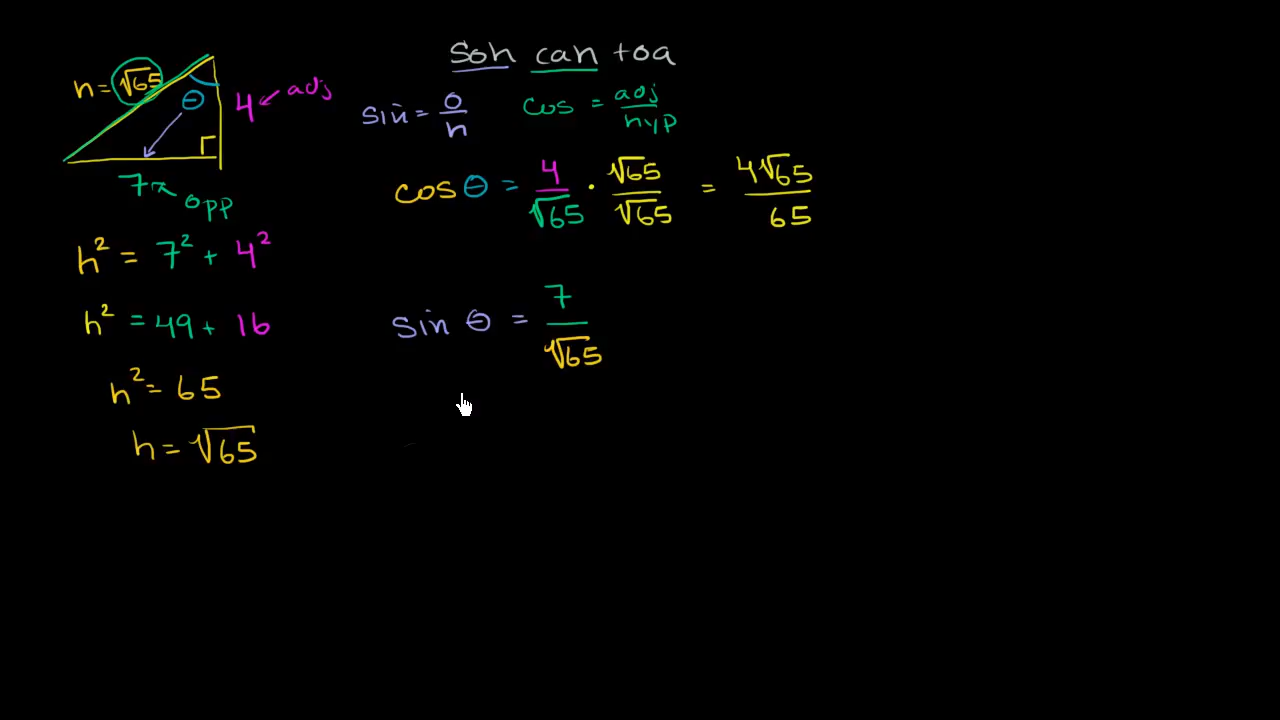 Soh cah toa
h = √65
θ
4 ← adj
7
opp
sin = o/h
cos = adj/hyp
cos θ = 4/√65 · √65/√65 = 4√65/65
h² = 7² + 4²
h² = 49 + 16
sin θ = 7/√65
h² = 65
h = √65